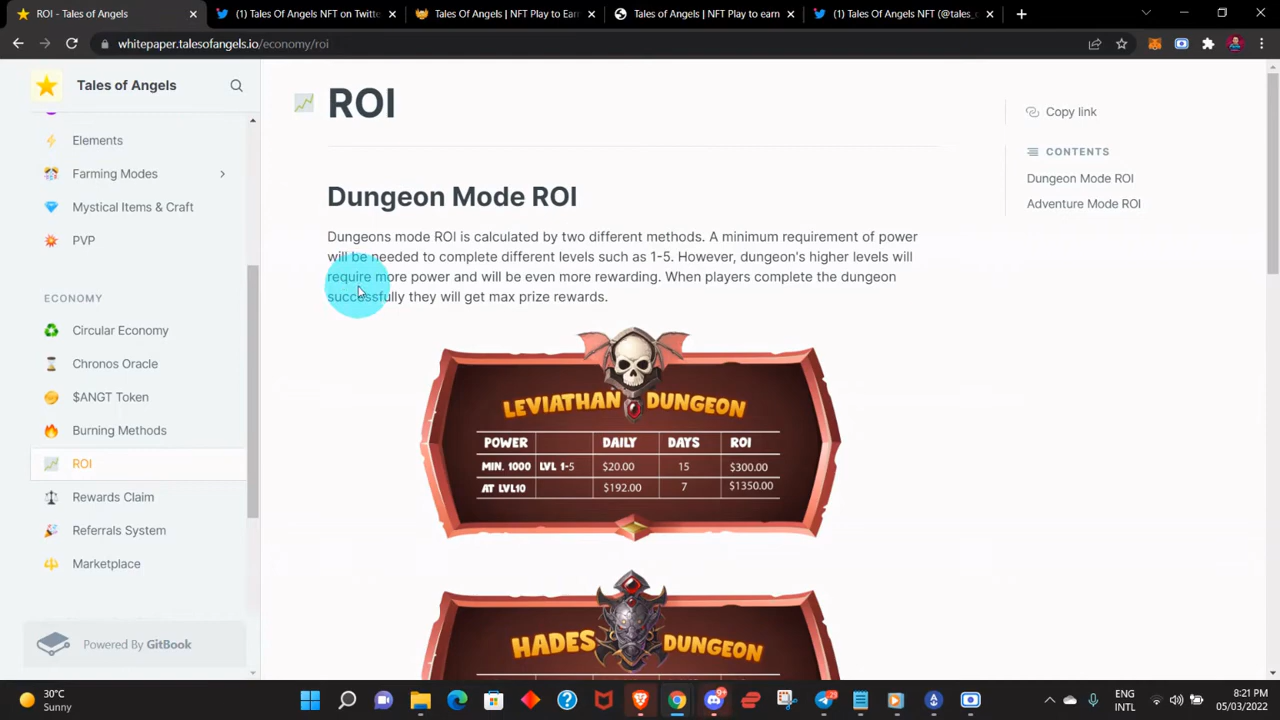 ROI - Tales of Angels
(1) Tales Of Angels NFT on Twitte
Tales of Angels | NFT Play to Earn
Tales of Angels | NFT Play to earn
(1) Tales Of Angels NFT (@tales_o
whitepaper.talesofangels.io/economy/roi
Tales of Angels
Elements
Farming Modes
Mystical Items & Craft
PVP
ECONOMY
Circular Economy
Chronos Oracle
$ANGT Token
Burning Methods
ROI
Rewards Claim
Referrals System
Marketplace
Powered By GitBook
ROI
Dungeon Mode ROI
Dungeons mode ROI is calculated by two different methods. A minimum requirement of power
will be needed to complete different levels such as 1-5. However, dungeon's higher levels will
require more power and will be even more rewarding. When players complete the dungeon
successfully they will get max prize rewards.
LEVIATHAN DUNGEON
POWER DAILY DAYS ROI
MIN. 1000 LVL 1-5 $20.00 15 $300.00
AT LVL10 $192.00 7 $1350.00
HADES DUNGEON
Copy link
CONTENTS
Dungeon Mode ROI
Adventure Mode ROI
30°C
Sunny
ENG
INTL
8:21 PM
05/03/2022